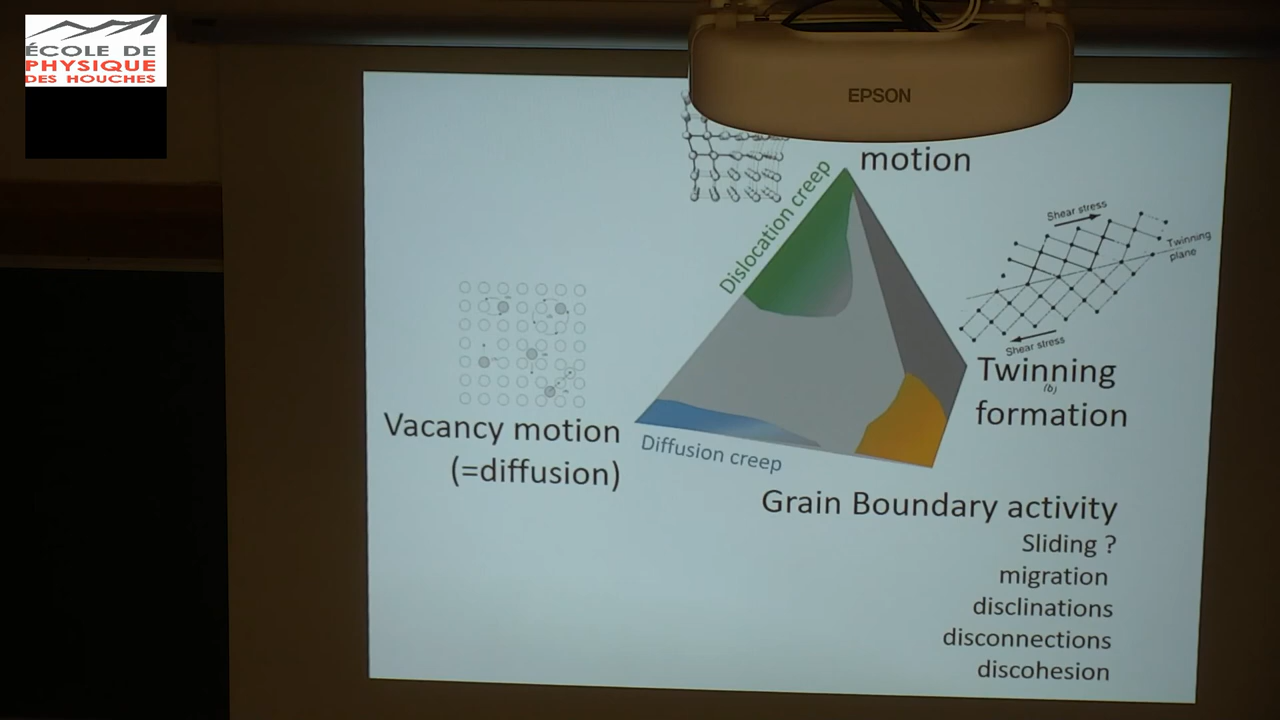 ÉCOLE DE
PHYSIQUE
DES HOUCHES
EPSON
motion
Dislocation creep
Shear stress
Twinning
plane
Shear stress
Twinning
(b)
formation
Vacancy motion
(=diffusion)
Diffusion creep
Grain Boundary activity
Sliding ?
migration
disclinations
disconnections
discohesion